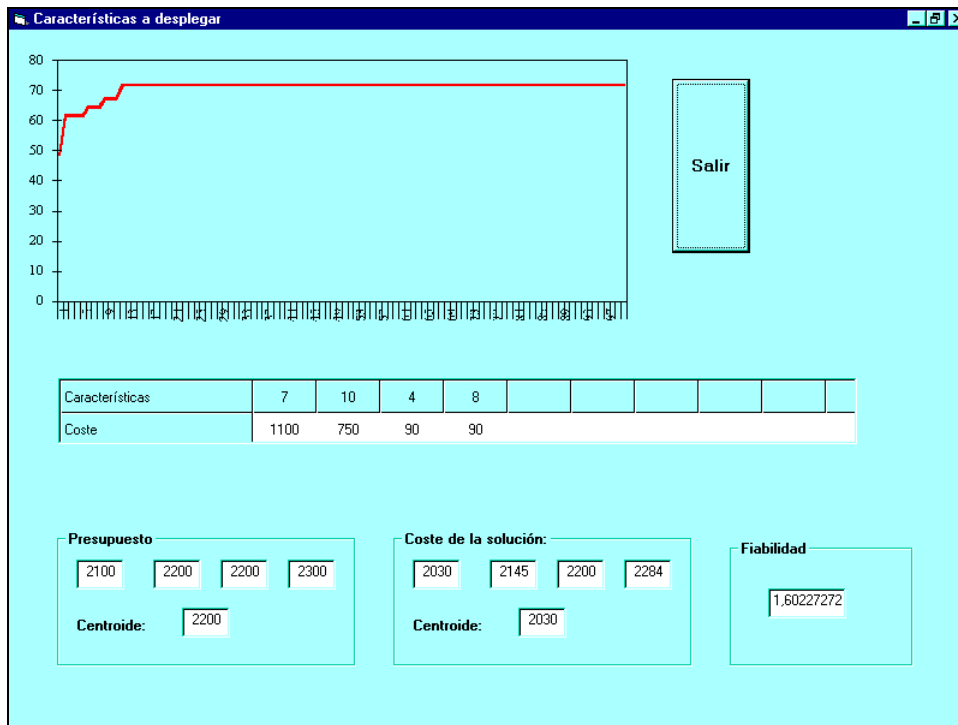 Características a desplegar
80
70
60
50
40
30
20
10
0
Salir
Características 7 10 4 8
Coste 1100 750 90 90
Presupuesto
2100 2200 2200 2300
Centroide: 2200
Coste de la solución:
2030 2145 2200 2284
Centroide: 2030
Fiabilidad
1,60227272